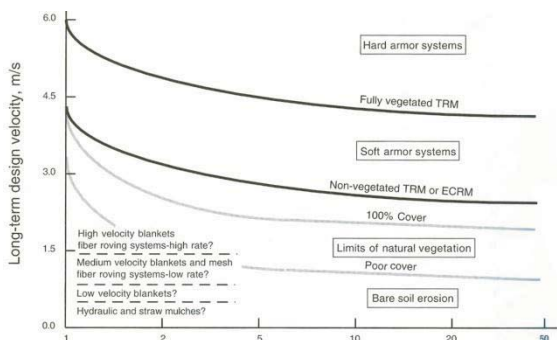 Long-term design velocity, m/s
6.0
4.5
3.0
1.5
0.0
Hard armor systems
Fully vegetated TRM
Soft armor systems
Non-vegetated TRM or ECRM
100% Cover
Limits of natural vegetation
Poor cover
Bare soil erosion
High velocity blankets
fiber roving systems-high rate?
Medium velocity blankets and mesh
fiber roving systems-low rate?
Low velocity blankets?
Hydraulic and straw mulches?
1 2 5 10 20 50